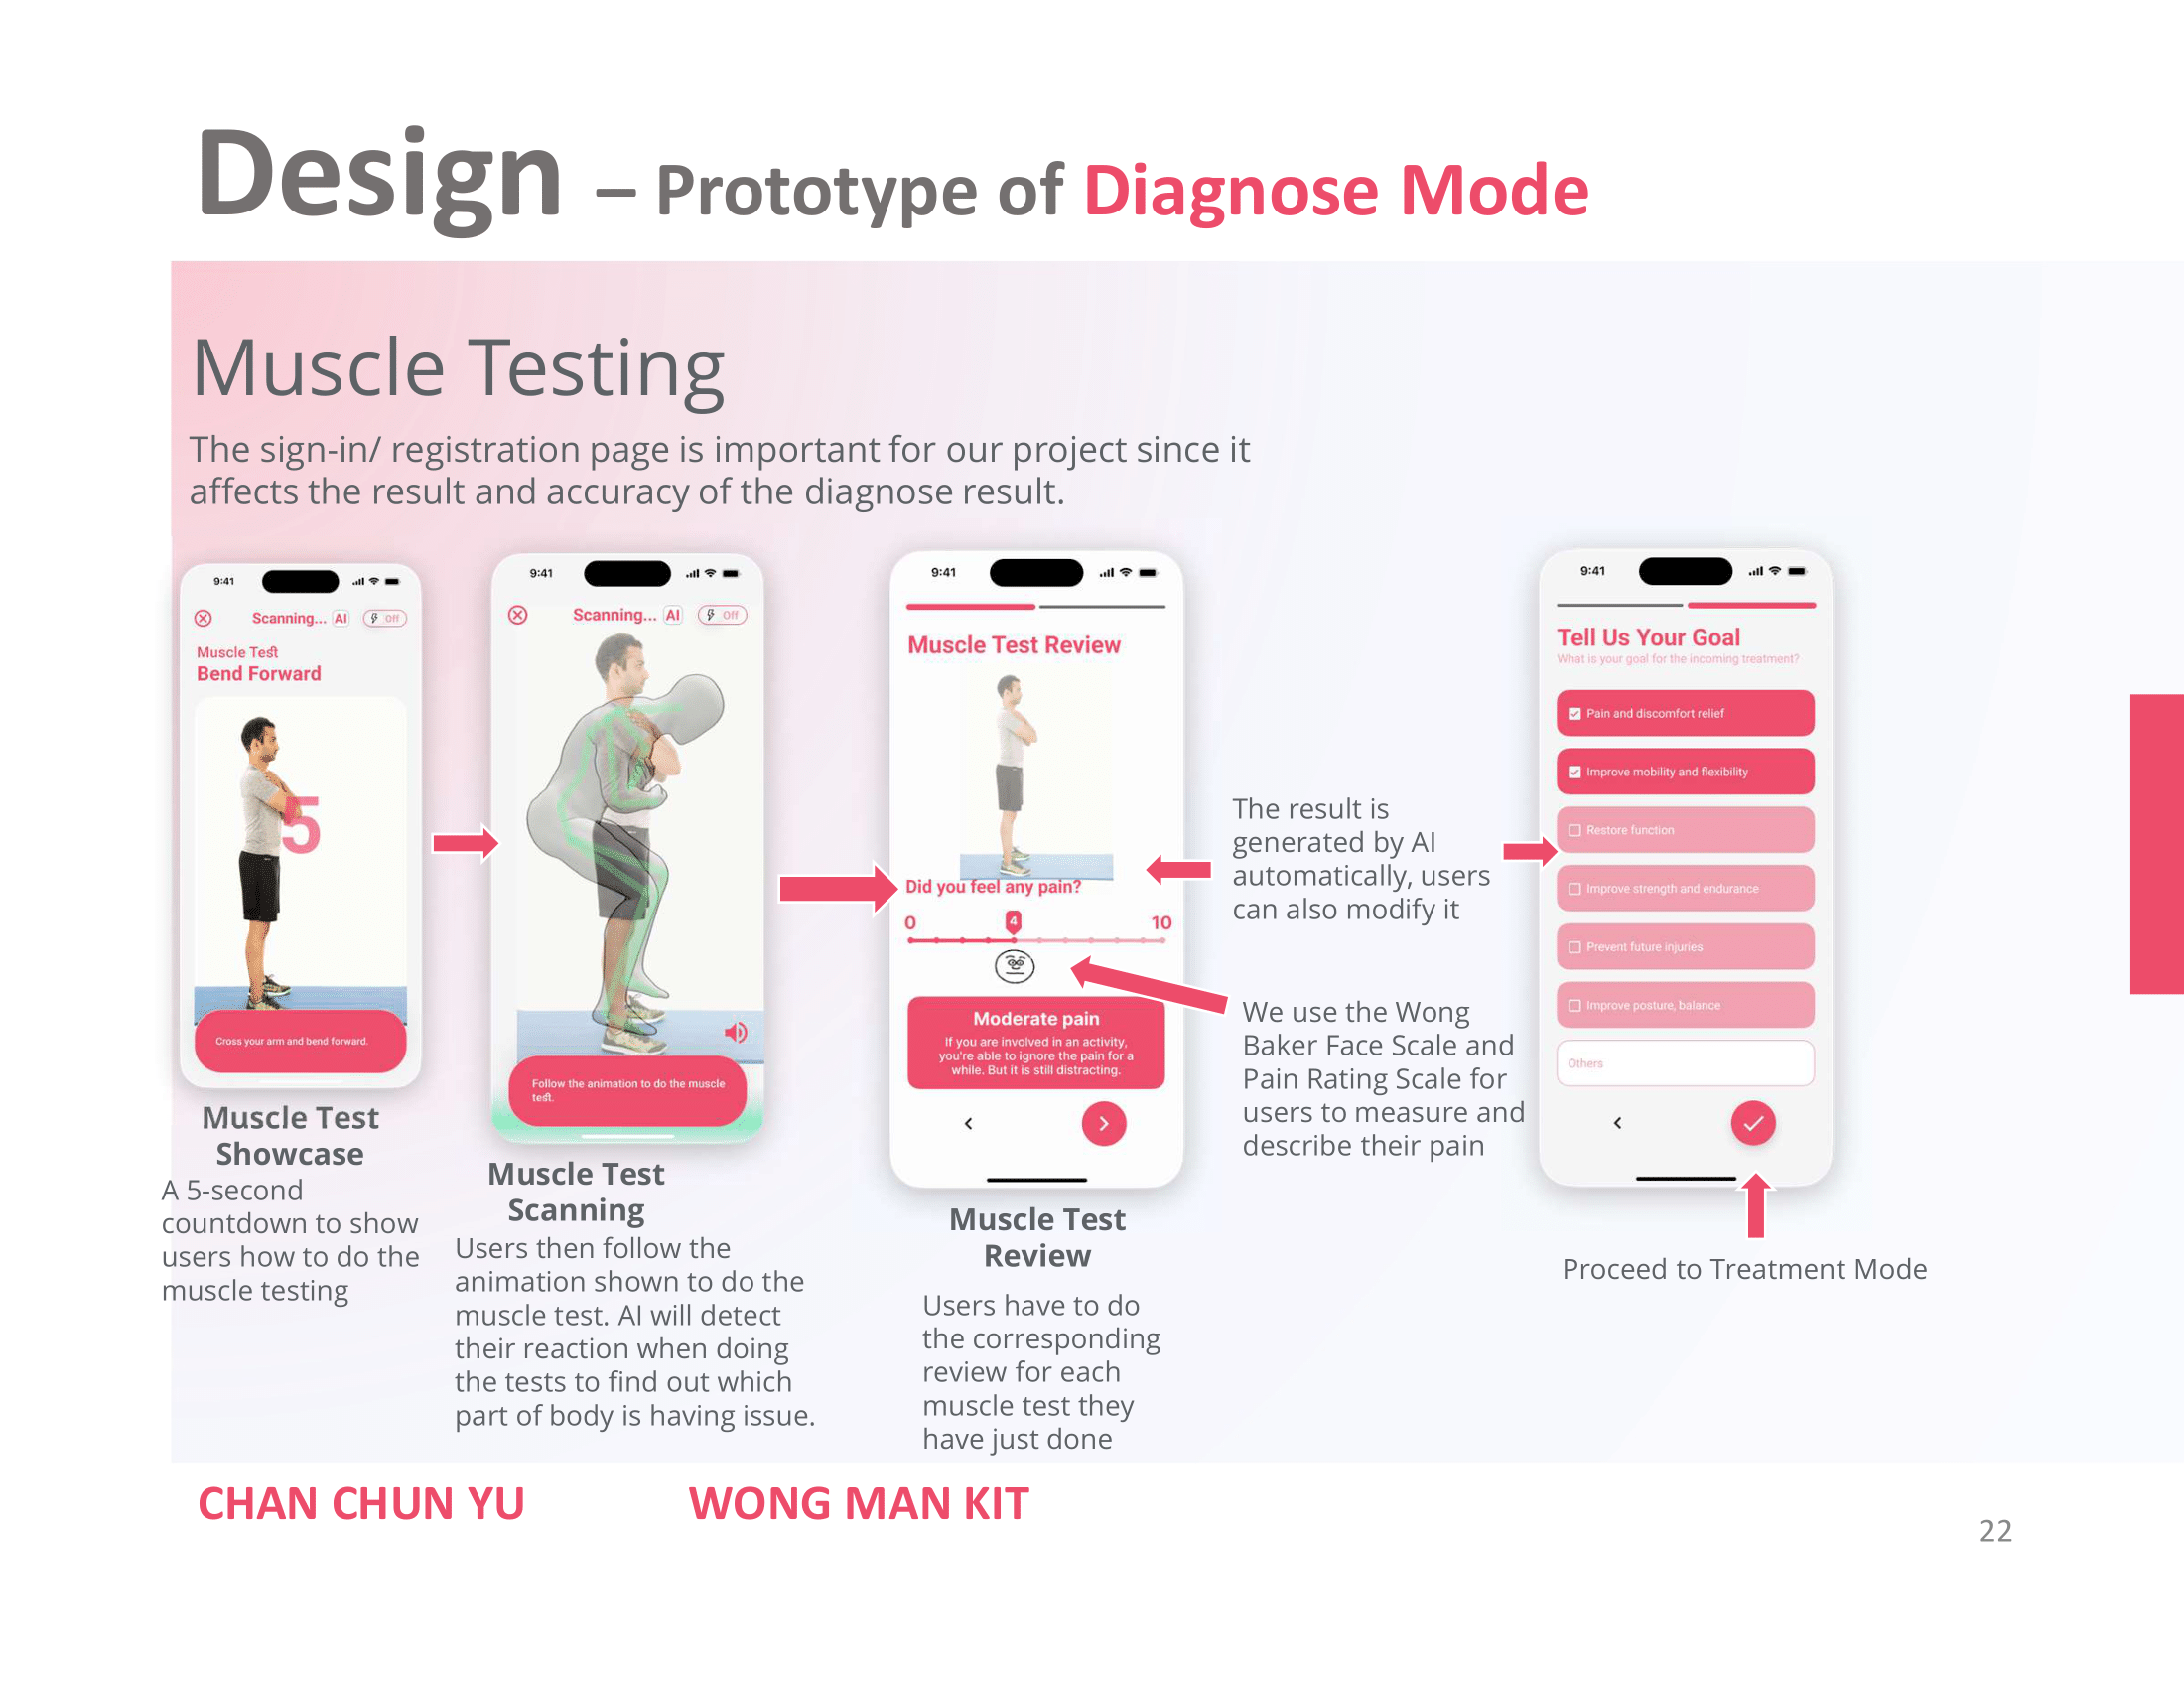 Design – Prototype of Diagnose Mode
Muscle Testing
The sign-in/ registration page is important for our project since it
affects the result and accuracy of the diagnose result.
9:41
Scanning... AI Off
Muscle Test
Bend Forward
5
Cross your arm and bend forward.
Muscle Test
Showcase
A 5-second
countdown to show
users how to do the
muscle testing
9:41
Scanning... AI Off
Follow the animation to do the muscle
test.
Muscle Test
Scanning
Users then follow the
animation shown to do the
muscle test. AI will detect
their reaction when doing
the tests to find out which
part of body is having issue.
9:41
Muscle Test Review
Did you feel any pain?
0 4 10
Moderate pain
If you are involved in an activity,
you're able to ignore the pain for a
while. But it is still distracting.
Muscle Test
Review
Users have to do
the corresponding
review for each
muscle test they
have just done
The result is
generated by AI
automatically, users
can also modify it
We use the Wong
Baker Face Scale and
Pain Rating Scale for
users to measure and
describe their pain
9:41
Tell Us Your Goal
What is your goal for the incoming treatment?
Pain and discomfort relief
Improve mobility and flexibility
Restore function
Improve strength and endurance
Prevent future injuries
Improve posture, balance
Others
Proceed to Treatment Mode
CHAN CHUN YU WONG MAN KIT
22